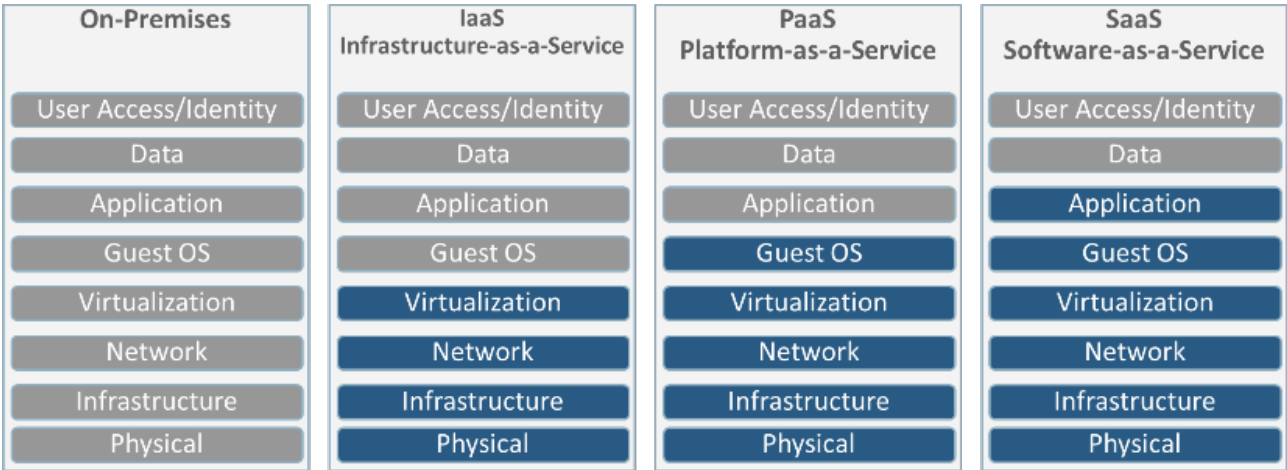 On-Premises
User Access/Identity
Data
Application
Guest OS
Virtualization
Network
Infrastructure
Physical
IaaS
Infrastructure-as-a-Service
User Access/Identity
Data
Application
Guest OS
Virtualization
Network
Infrastructure
Physical
PaaS
Platform-as-a-Service
User Access/Identity
Data
Application
Guest OS
Virtualization
Network
Infrastructure
Physical
SaaS
Software-as-a-Service
User Access/Identity
Data
Application
Guest OS
Virtualization
Network
Infrastructure
Physical